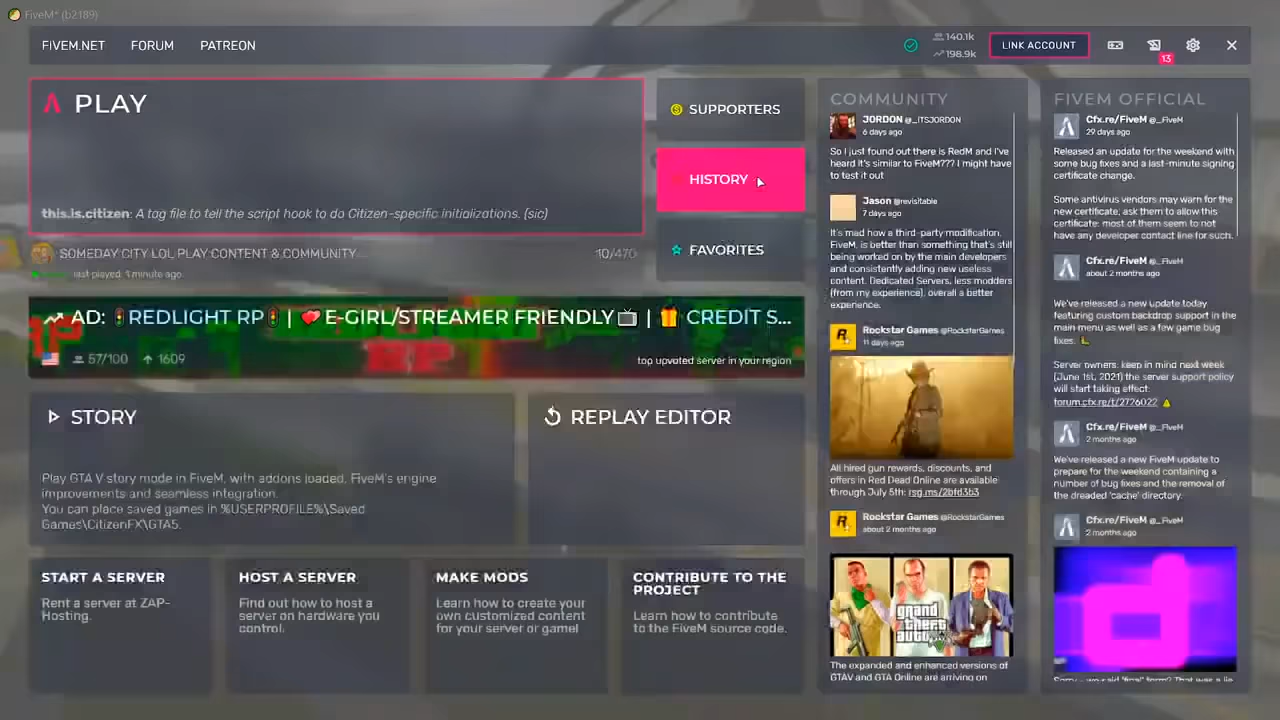 FiveM* (b2189)
FIVEM.NET FORUM PATREON
140.1k
198.9k
LINK ACCOUNT
13
PLAY
this.is.citizen: A tag file to tell the script hook to do Citizen-specific initializations. (sic)
SOMEDAY CITY LOL PLAY CONTENT & COMMUNITY...
10/470
last played: 1 minute ago
SUPPORTERS
HISTORY
FAVORITES
AD: 🚦REDLIGHT RP🚦 | ❤️ E-GIRL/STREAMER FRIENDLY📺 | 🎁 CREDIT S...
57/100 1609
top upvoted server in your region
STORY
Play GTA V story mode in FiveM, with addons loaded, FiveM's engine
improvements and seamless integration.
You can place saved games in %USERPROFILE%\Saved
Games\CitizenFX\GTA5.
REPLAY EDITOR
START A SERVER
Rent a server at ZAP-
Hosting.
HOST A SERVER
Find out how to host a
server on hardware you
control.
MAKE MODS
Learn how to create your
own customized content
for your server or game!
CONTRIBUTE TO THE
PROJECT
Learn how to contribute
to the FiveM source code.
COMMUNITY
JORDON @_ITSJORDON
6 days ago
So I just found out there is RedM and I've
heard it's similar to FiveM??? I might have
to test it out
Jason @revisitable
7 days ago
It's mad how a third-party modification,
FiveM, is better than something that's still
being worked on by the main developers
and consistently adding new useless
content. Dedicated Servers, less modders
(from my experience), overall a better
experience.
Rockstar Games @RockstarGames
11 days ago
All hired gun rewards, discounts, and
offers in Red Dead Online are available
through July 5th: rsg.ms/2bfd3b3
Rockstar Games @RockstarGames
about 2 months ago
grand
theft
auto
The expanded and enhanced versions of
GTAV and GTA Online are arriving on
FIVEM OFFICIAL
Cfx.re/FiveM @_FiveM
29 days ago
Released an update for the weekend with
some bug fixes and a last-minute signing
certificate change.
Some antivirus vendors may warn for the
new certificate, ask them to allow this
certificate: most of them seem to not
have any developer contact line for such.
Cfx.re/FiveM @_FiveM
about 2 months ago
We've released a new update today
featuring custom backdrop support in the
main menu as well as a few game bug
fixes.
Server owners: keep in mind next week
(June 1st, 2021) the server support policy
will start taking effect:
forum.cfx.re/t/2776022
Cfx.re/FiveM @_FiveM
2 months ago
We've released a new FiveM update to
prepare for the weekend containing a
number of bug fixes and the removal of
the dreaded 'cache' directory.
Cfx.re/FiveM @_FiveM
2 months ago
Sorry - we said 'final' form? That was a lie